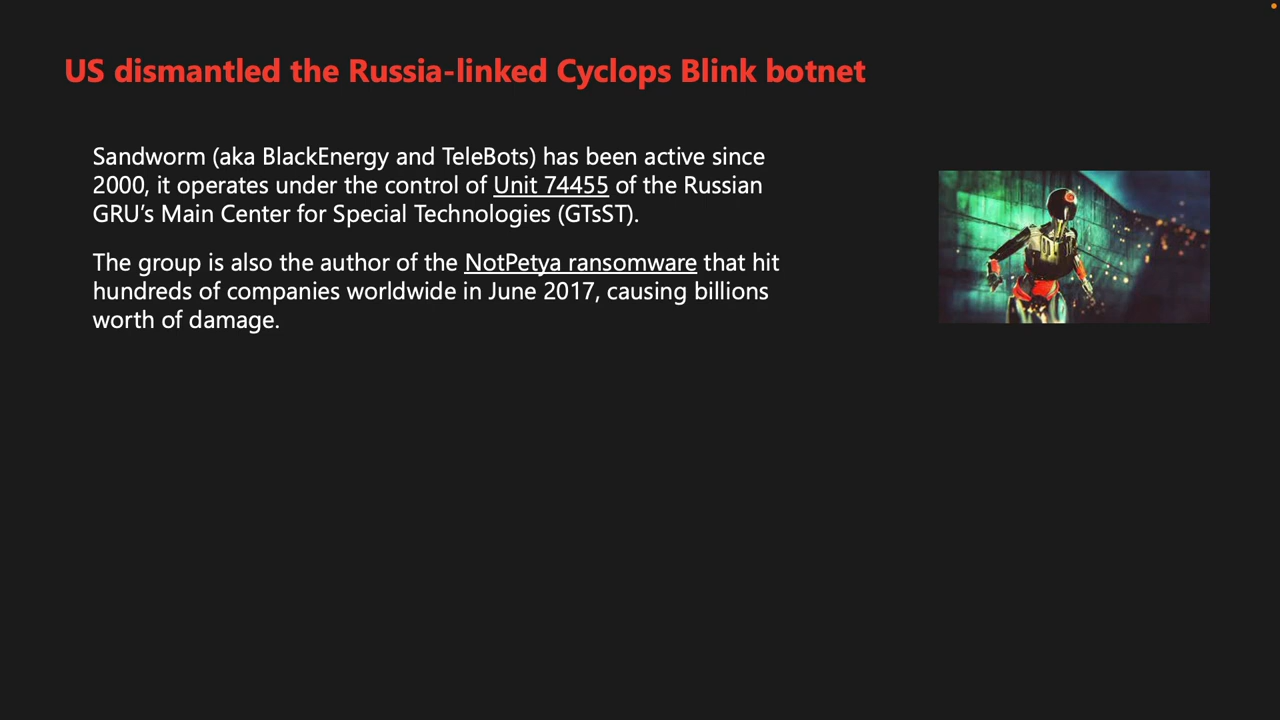 US dismantled the Russia-linked Cyclops Blink botnet
Sandworm (aka BlackEnergy and TeleBots) has been active since
2000, it operates under the control of Unit 74455 of the Russian
GRU’s Main Center for Special Technologies (GTsST).
The group is also the author of the NotPetya ransomware that hit
hundreds of companies worldwide in June 2017, causing billions
worth of damage.